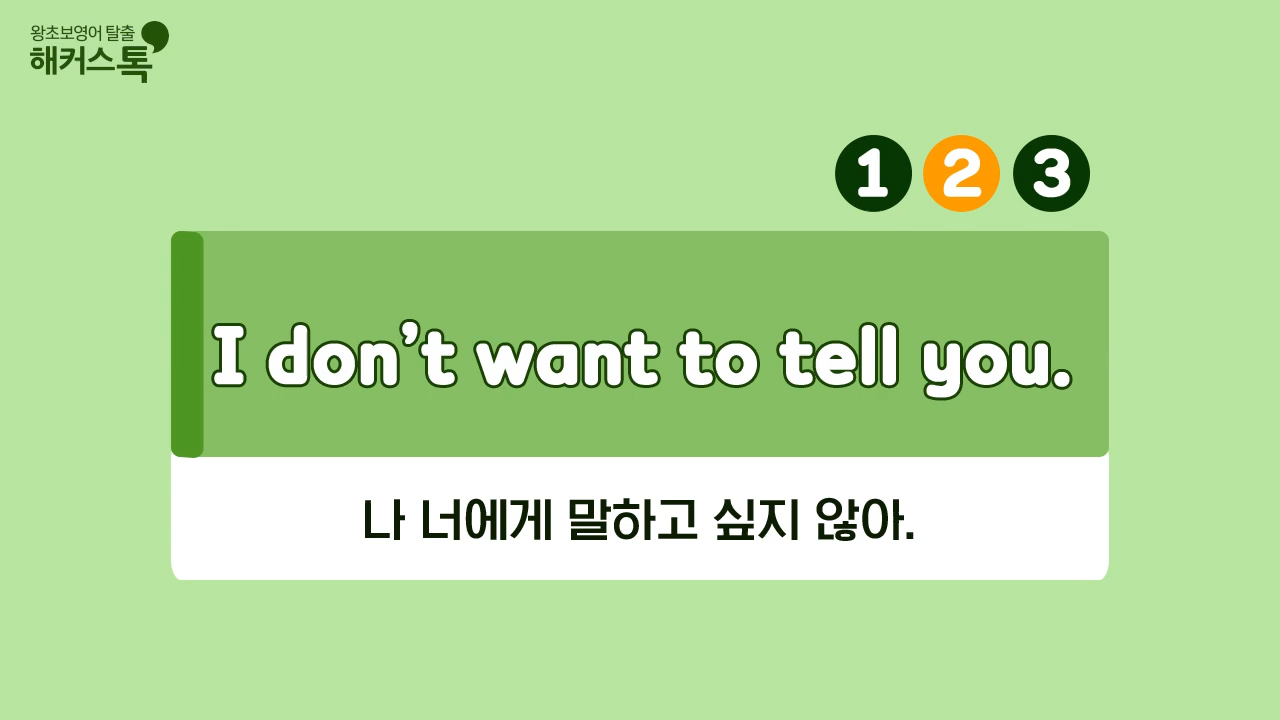 왕초보영어 탈출
해커스톡
1 2 3
I don't want to tell you.
나 너에게 말하고 싶지 않아.